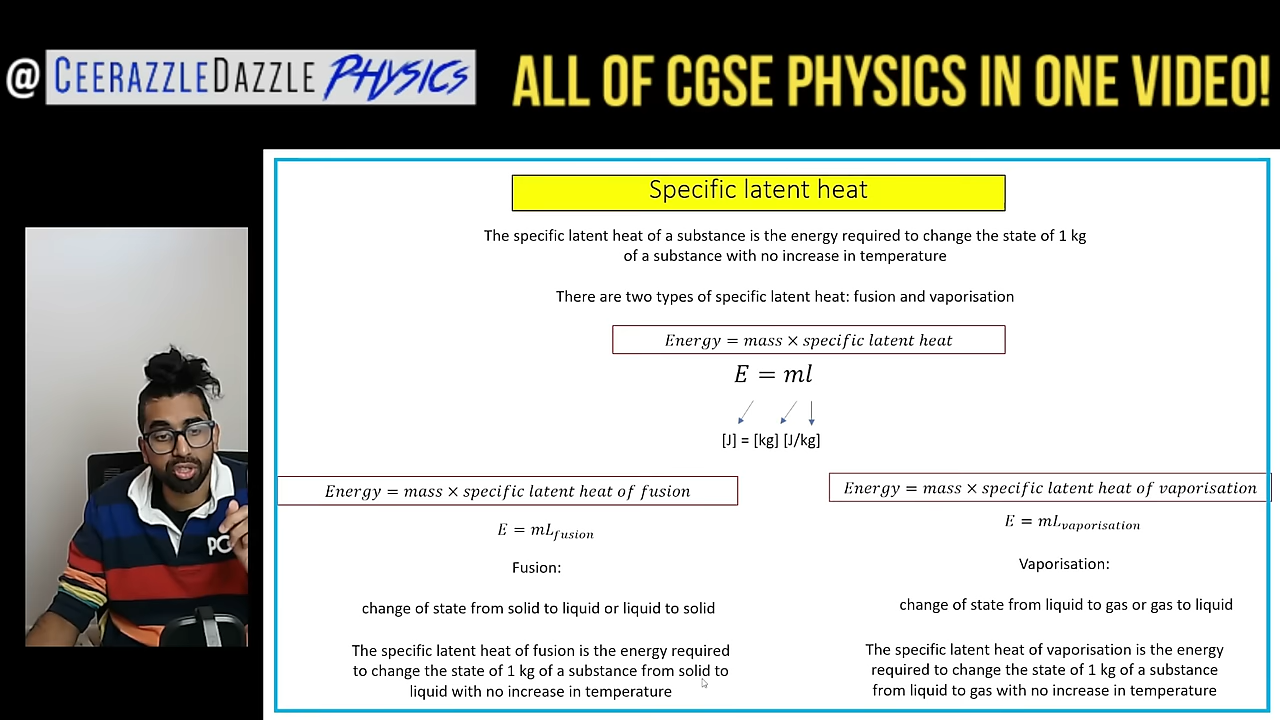 @ CEERAZZLEDAZZLE PHYSICS
ALL OF CGSE PHYSICS IN ONE VIDEO!
Specific latent heat
The specific latent heat of a substance is the energy required to change the state of 1 kg
of a substance with no increase in temperature
There are two types of specific latent heat: fusion and vaporisation
Energy = mass × specific latent heat
E = ml
[J] = [kg] [J/kg]
Energy = mass × specific latent heat of fusion
E = mL_fusion
Fusion:
change of state from solid to liquid or liquid to solid
The specific latent heat of fusion is the energy required
to change the state of 1 kg of a substance from solid to
liquid with no increase in temperature
Energy = mass × specific latent heat of vaporisation
E = mL_vaporisation
Vaporisation:
change of state from liquid to gas or gas to liquid
The specific latent heat of vaporisation is the energy
required to change the state of 1 kg of a substance
from liquid to gas with no increase in temperature